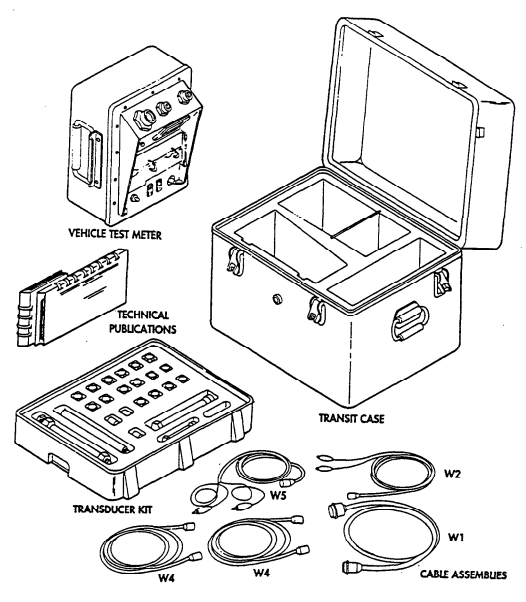 VEHICLE TEST METER
TECHNICAL
PUBLICATIONS
TRANSIT CASE
TRANSDUCER KIT
W5
W2
W1
W4
W4
CABLE ASSEMBLIES